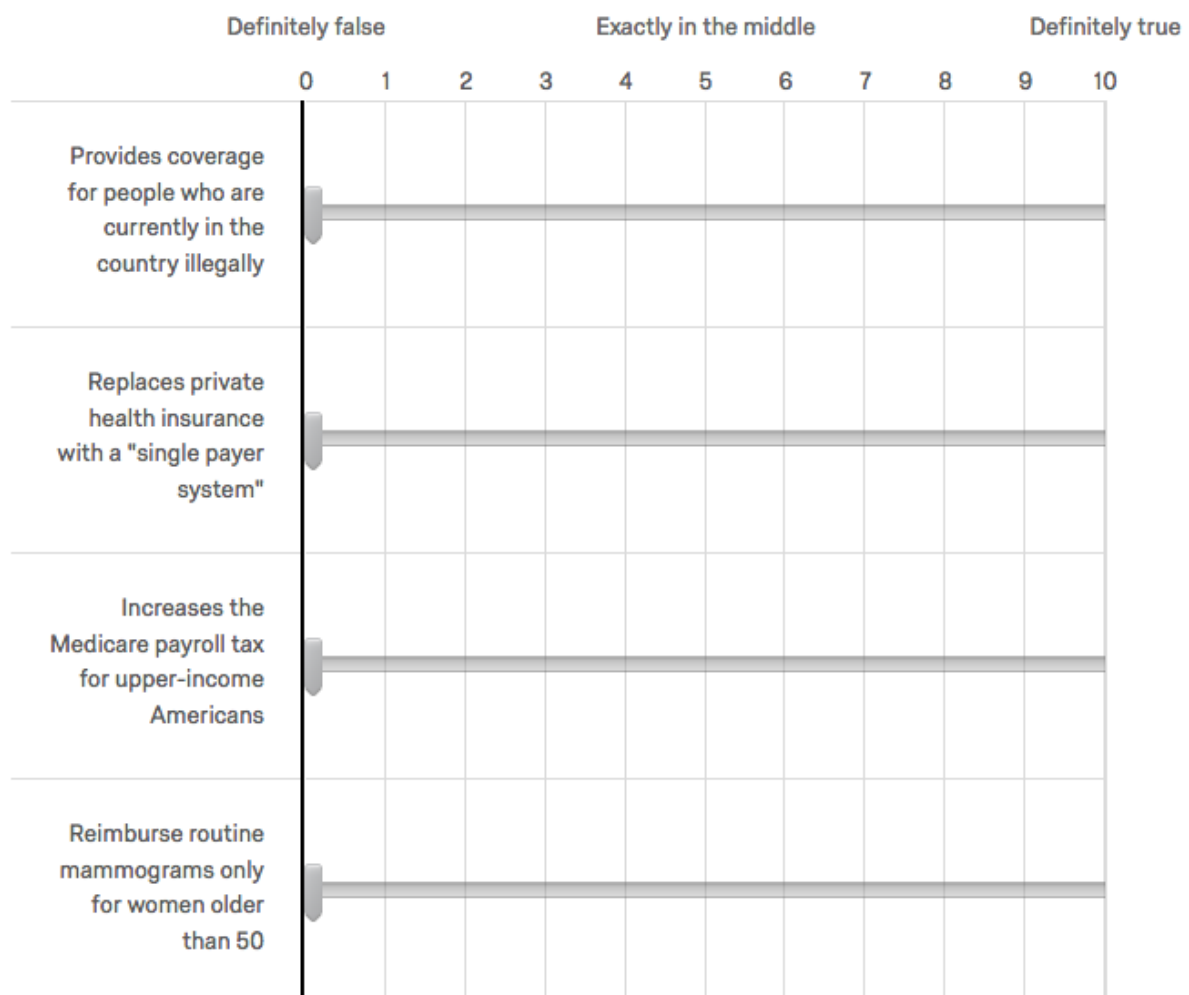 Definitely false Exactly in the middle Definitely true
0 1 2 3 4 5 6 7 8 9 10
Provides coverage
for people who are
currently in the
country illegally
Replaces private
health insurance
with a "single payer
system"
Increases the
Medicare payroll tax
for upper-income
Americans
Reimburse routine
mammograms only
for women older
than 50